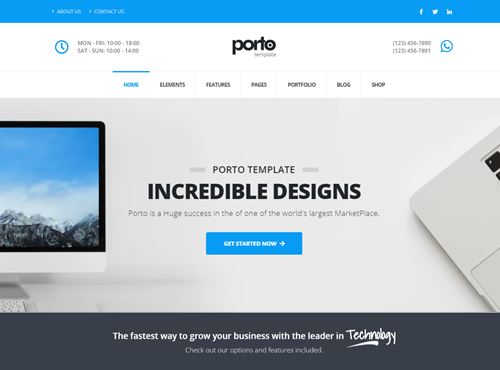 ABOUT US CONTACT US
MON - FRI: 10:00 - 18:00
SAT - SUN: 10:00 - 14:00
porto
template
(123) 456-7890
(123) 456-7891
HOME ELEMENTS FEATURES PAGES PORTFOLIO BLOG SHOP
PORTO TEMPLATE
INCREDIBLE DESIGNS
Porto is a Huge success in the of one of the world's largest MarketPlace.
GET STARTED NOW
The fastest way to grow your business with the leader in Technology
Check out our options and features included.